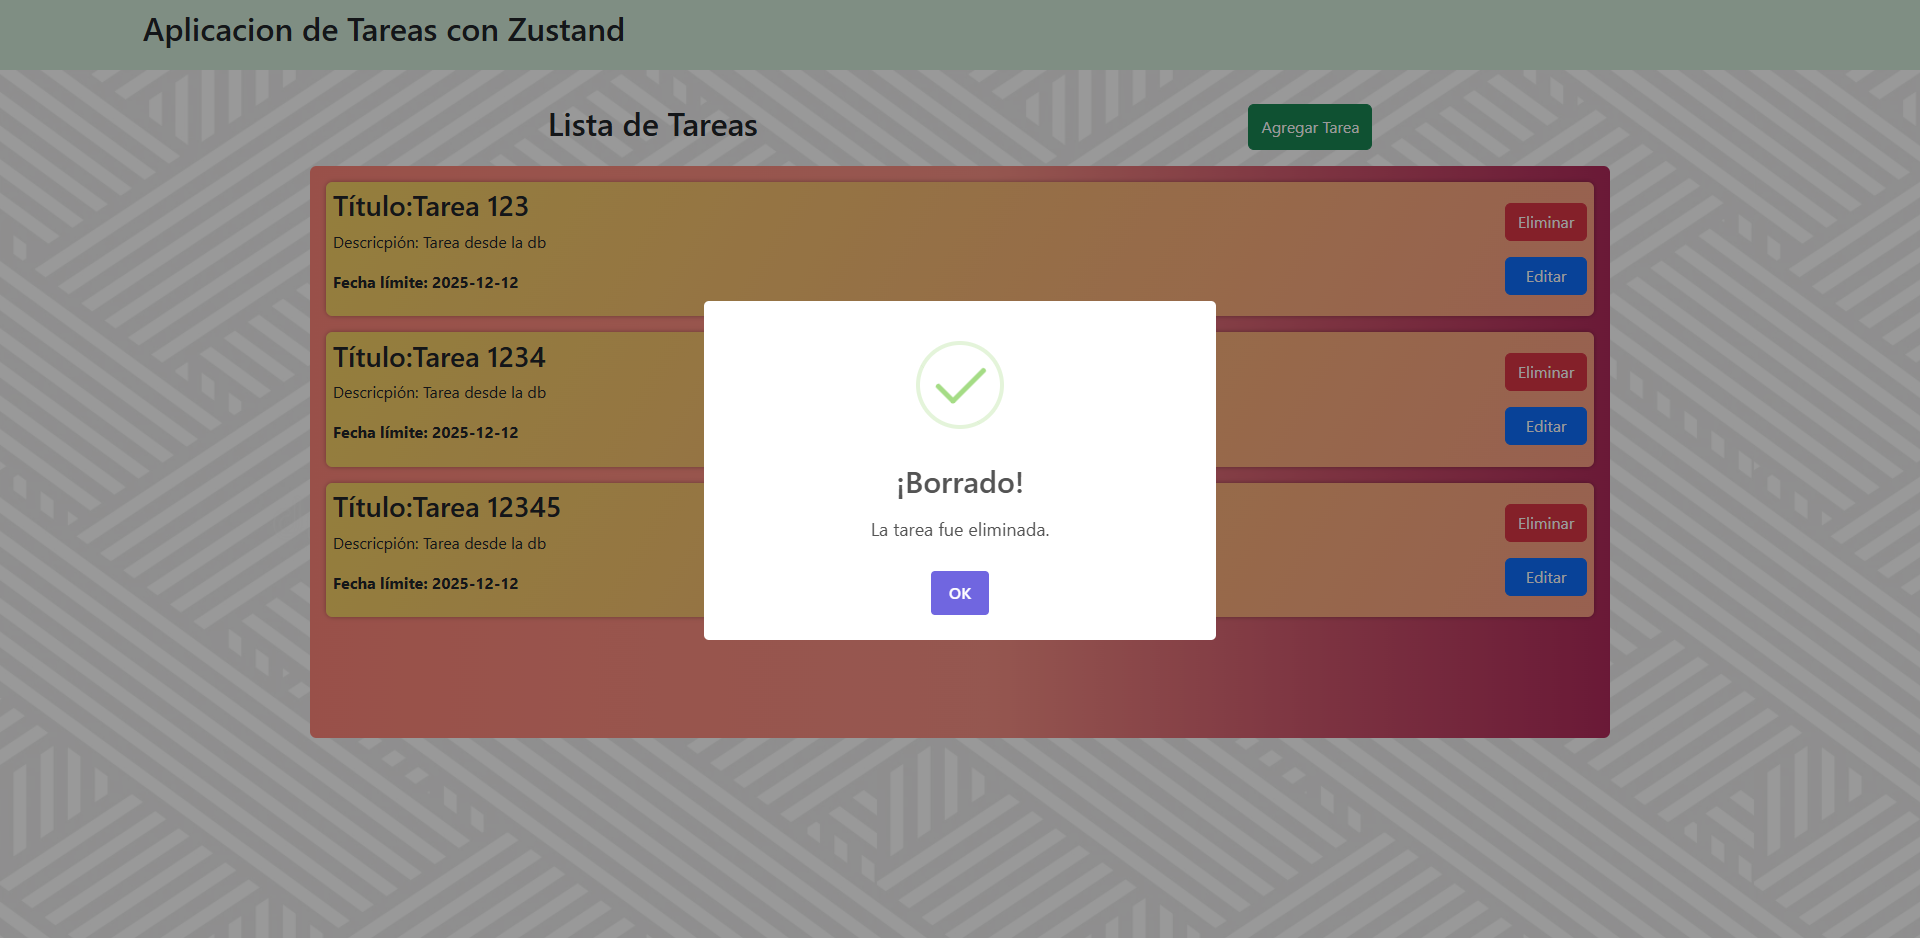 Aplicacion de Tareas con Zustand
Lista de Tareas
Agregar Tarea
Título:Tarea 123
Descricpión: Tarea desde la db
Fecha límite: 2025-12-12
Eliminar
Editar
Título:Tarea 1234
Descricpión: Tarea desde la db
Fecha límite: 2025-12-12
Eliminar
Editar
Título:Tarea 12345
Descricpión: Tarea desde la db
Fecha límite: 2025-12-12
Eliminar
Editar
¡Borrado!
La tarea fue eliminada.
OK